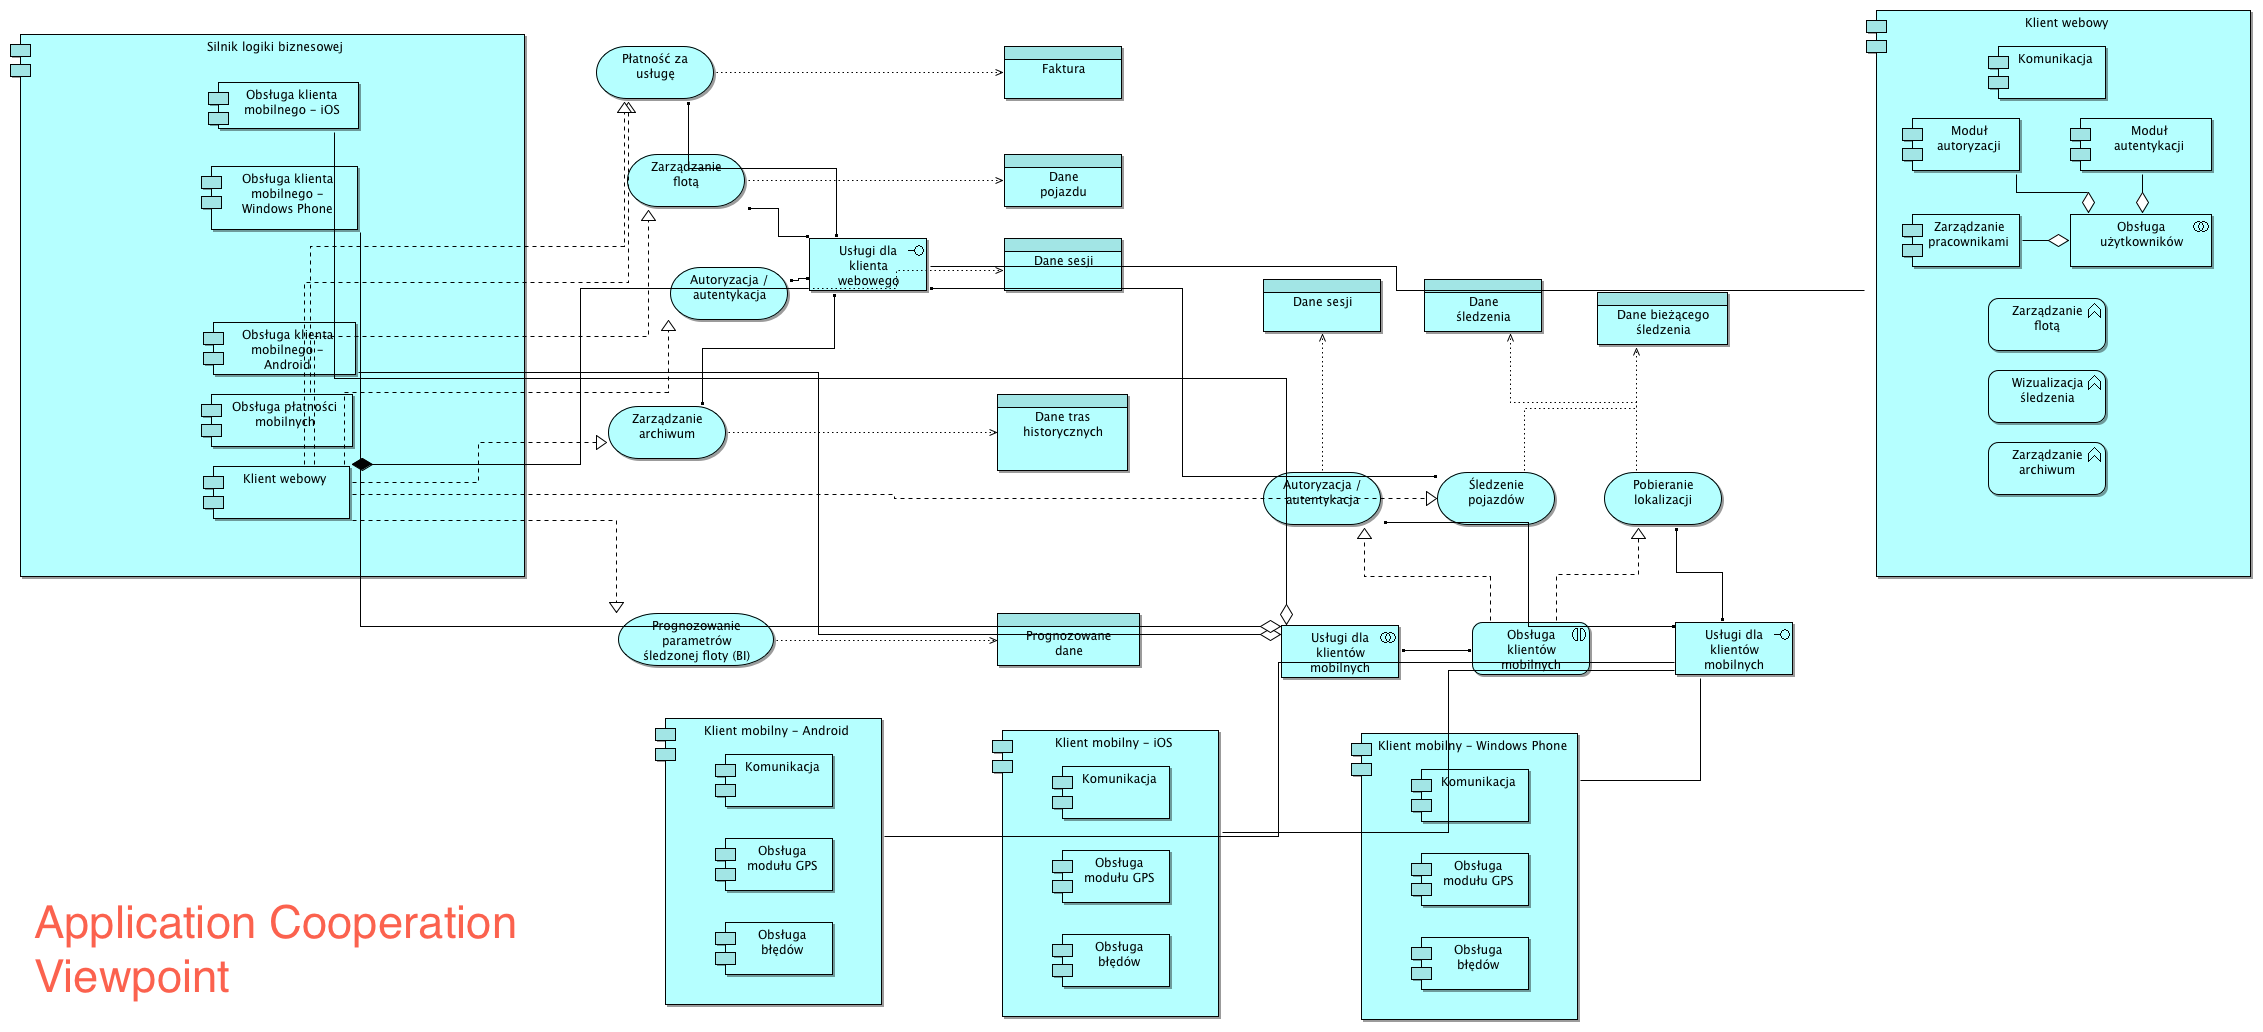 Silnik logiki biznesowej
Obsługa klienta
mobilnego - iOS
Obsługa klienta
mobilnego -
Windows Phone
Obsługa klienta
mobilnego -
Android
Obsługa płatności
mobilnych
Klient webowy
Płatność za
usługę
Faktura
Zarządzanie
flotą
Dane
pojazdu
Usługi dla
klienta
webowego
Dane sesji
Autoryzacja /
autentykacja
Zarządzanie
archiwum
Dane tras
historycznych
Prognozowanie
parametrów
śledzonej floty (BI)
Prognozowane
dane
Dane sesji
Dane
śledzenia
Dane bieżącego
śledzenia
Autoryzacja /
autentykacja
Śledzenie
pojazdów
Pobieranie
lokalizacji
Usługi dla
klientów
mobilnych
Obsługa
klientów
mobilnych
Usługi dla
klientów
mobilnych
Klient webowy
Komunikacja
Moduł
autoryzacji
Moduł
autentykacji
Zarządzanie
pracownikami
Obsługa
użytkowników
Zarządzanie
flotą
Wizualizacja
śledzenia
Zarządzanie
archiwum
Klient mobilny - Android
Komunikacja
Obsługa
modułu GPS
Obsługa
błędów
Klient mobilny - iOS
Komunikacja
Obsługa
modułu GPS
Obsługa
błędów
Klient mobilny - Windows Phone
Komunikacja
Obsługa
modułu GPS
Obsługa
błędów
Application Cooperation
Viewpoint